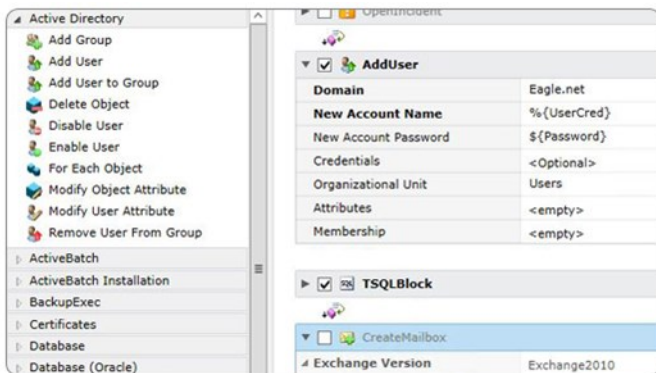 Active Directory
Add Group
Add User
Add User to Group
Delete Object
Disable User
Enable User
For Each Object
Modify Object Attribute
Modify User Attribute
Remove User From Group
ActiveBatch
ActiveBatch Installation
BackupExec
Certificates
Database
Database (Oracle)
OpenIncident
AddUser
Domain Eagle.net
New Account Name %{UserCred}
New Account Password ${Password}
Credentials <Optional>
Organizational Unit Users
Attributes <empty>
Membership <empty>
SQL TSQLBlock
CreateMailbox
Exchange Version Exchange2010